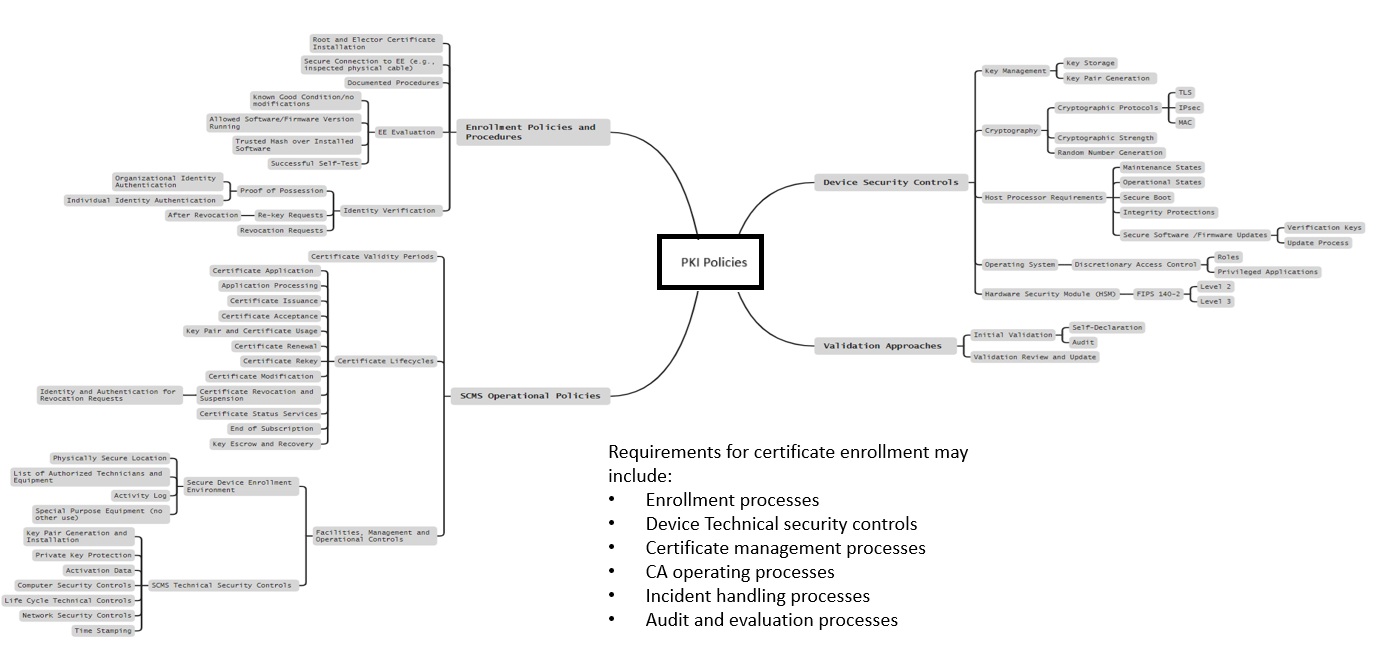 Root and Elector Certificate
Installation
Secure Connection to EE (e.g.,
inspected physical cable)
Documented Procedures
Known Good Condition/no
modifications
Allowed Software/Firmware Version
Running
Trusted Hash over Installed
Software
Successful Self-Test
EE Evaluation
Organizational Identity
Authentication
Individual Identity Authentication
Proof of Possession
After Revocation
Re-key Requests
Revocation Requests
Identity Verification
Enrollment Policies and
Procedures
Certificate Validity Periods
Certificate Application
Application Processing
Certificate Issuance
Certificate Acceptance
Key Pair and Certificate Usage
Certificate Renewal
Certificate Rekey
Certificate Modification
Identity and Authentication for
Revocation Requests
Certificate Revocation and
Suspension
Certificate Status Services
End of Subscription
Key Escrow and Recovery
Certificate Lifecycles
Physically Secure Location
List of Authorized Technicians and
Equipment
Activity Log
Special Purpose Equipment (no
other use)
Secure Device Enrollment
Environment
Key Pair Generation and
Installation
Private Key Protection
Activation Data
Computer Security Controls
Life Cycle Technical Controls
Network Security Controls
Time Stamping
SCMS Technical Security Controls
Facilities, Management and
Operational Controls
SCMS Operational Policies
PKI Policies
Device Security Controls
Key Management
Key Storage
Key Pair Generation
Cryptography
Cryptographic Protocols
TLS
IPsec
MAC
Cryptographic Strength
Random Number Generation
Host Processor Requirements
Maintenance States
Operational States
Secure Boot
Integrity Protections
Secure Software /Firmware Updates
Verification Keys
Update Process
Operating System
Discretionary Access Control
Roles
Privileged Applications
Hardware Security Module (HSM)
FIPS 140-2
Level 2
Level 3
Validation Approaches
Initial Validation
Self-Declaration
Audit
Validation Review and Update
Requirements for certificate enrollment may
include:
• Enrollment processes
• Device Technical security controls
• Certificate management processes
• CA operating processes
• Incident handling processes
• Audit and evaluation processes